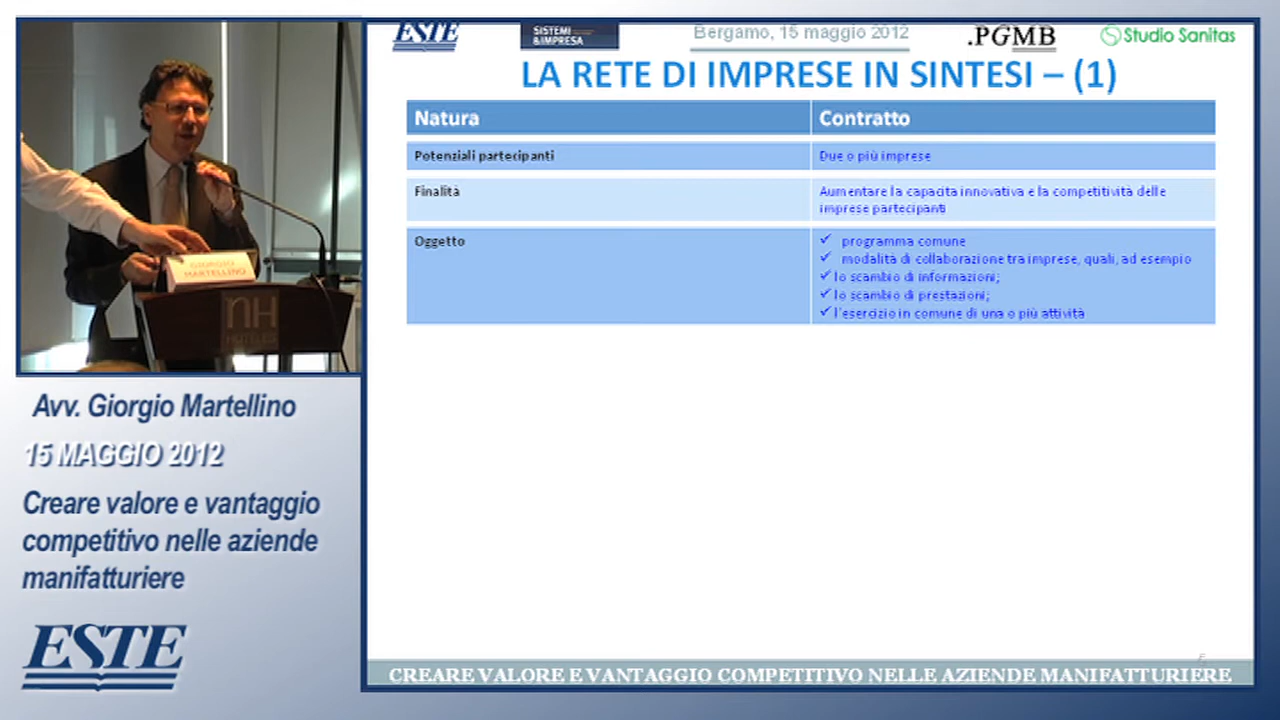 ESTE
SISTEMI
&IMPRESA
Bergamo, 15 maggio 2012
.PGMB
Studio Sanitas
LA RETE DI IMPRESE IN SINTESI – (1)
Natura
Contratto
Potenziali partecipanti
Due o più imprese
Finalità
Aumentare la capacita innovativa e la competitività delle
imprese partecipanti
Oggetto
✓ programma comune
✓ modalità di collaborazione tra imprese, quali, ad esempio
✓ lo scambio di informazioni;
✓ lo scambio di prestazioni;
✓ l'esercizio in comune di una o più attività
CREARE VALORE E VANTAGGIO COMPETITIVO NELLE AZIENDE MANIFATTURIERE
GIORGIO
MARTELLINO
nH
HOTELES
Avv. Giorgio Martellino
15 MAGGIO 2012
Creare valore e vantaggio
competitivo nelle aziende
manifatturiere
ESTE